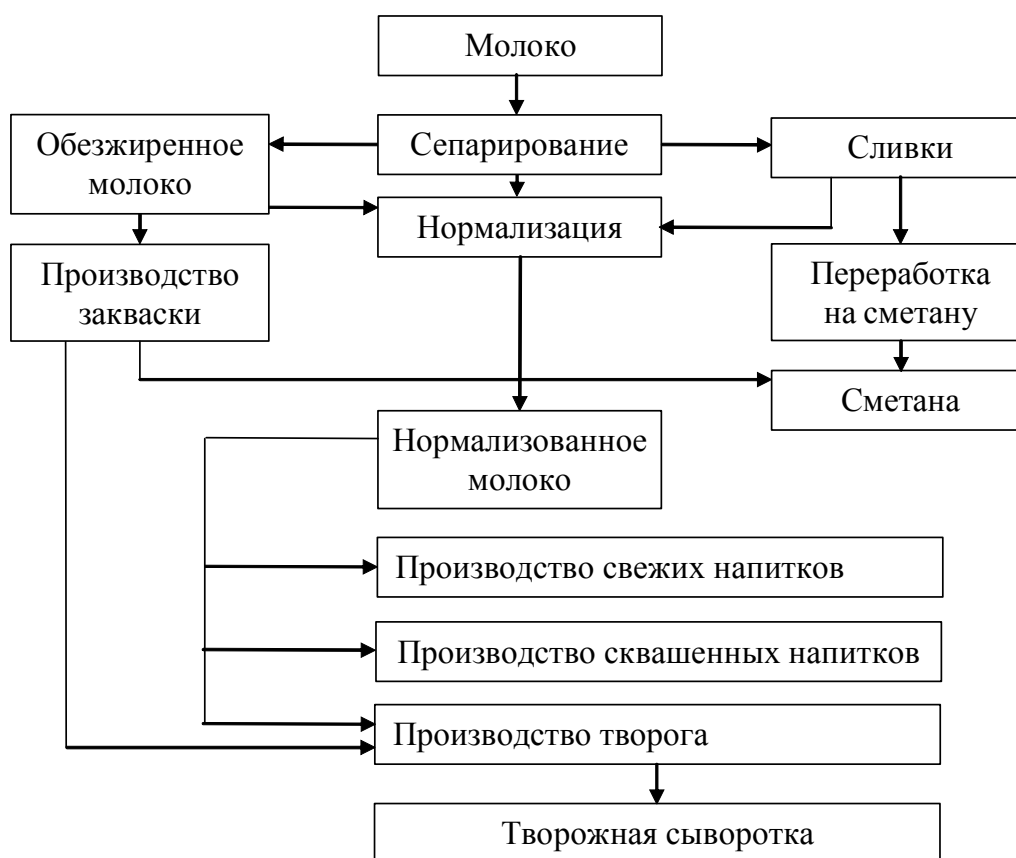 Молоко
Обезжиренное
молоко
Сепарирование
Сливки
Нормализация
Производство
закваски
Переработка
на сметану
Сметана
Нормализованное
молоко
Производство свежих напитков
Производство сквашенных напитков
Производство творога
Творожная сыворотка